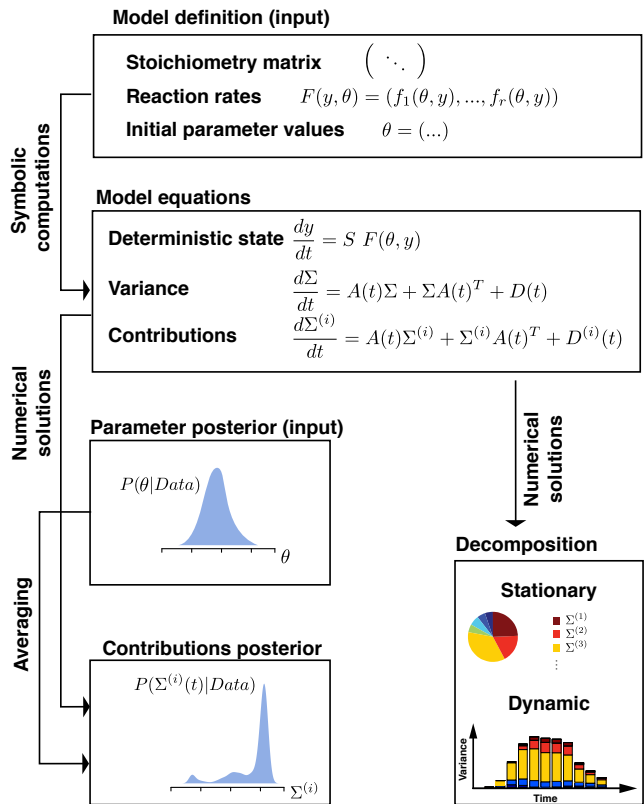 Model definition (input)
Stoichiometry matrix ( ⋱ )
Reaction rates F(y, θ) = (f_1(θ, y), ..., f_r(θ, y))
Initial parameter values θ = (...)
Symbolic
computations
Model equations
Deterministic state dy/dt = S F(θ, y)
Variance dΣ/dt = A(t)Σ + ΣA(t)^T + D(t)
Contributions dΣ^(i)/dt = A(t)Σ^(i) + Σ^(i)A(t)^T + D^(i)(t)
Numerical
solutions
Parameter posterior (input)
P(θ|Data)
θ
Averaging
Contributions posterior
P(Σ^(i)(t)|Data)
Σ^(i)
Numerical
solutions
Decomposition
Stationary
Σ^(1)
Σ^(2)
Σ^(3)
⋮
Dynamic
Variance
Time